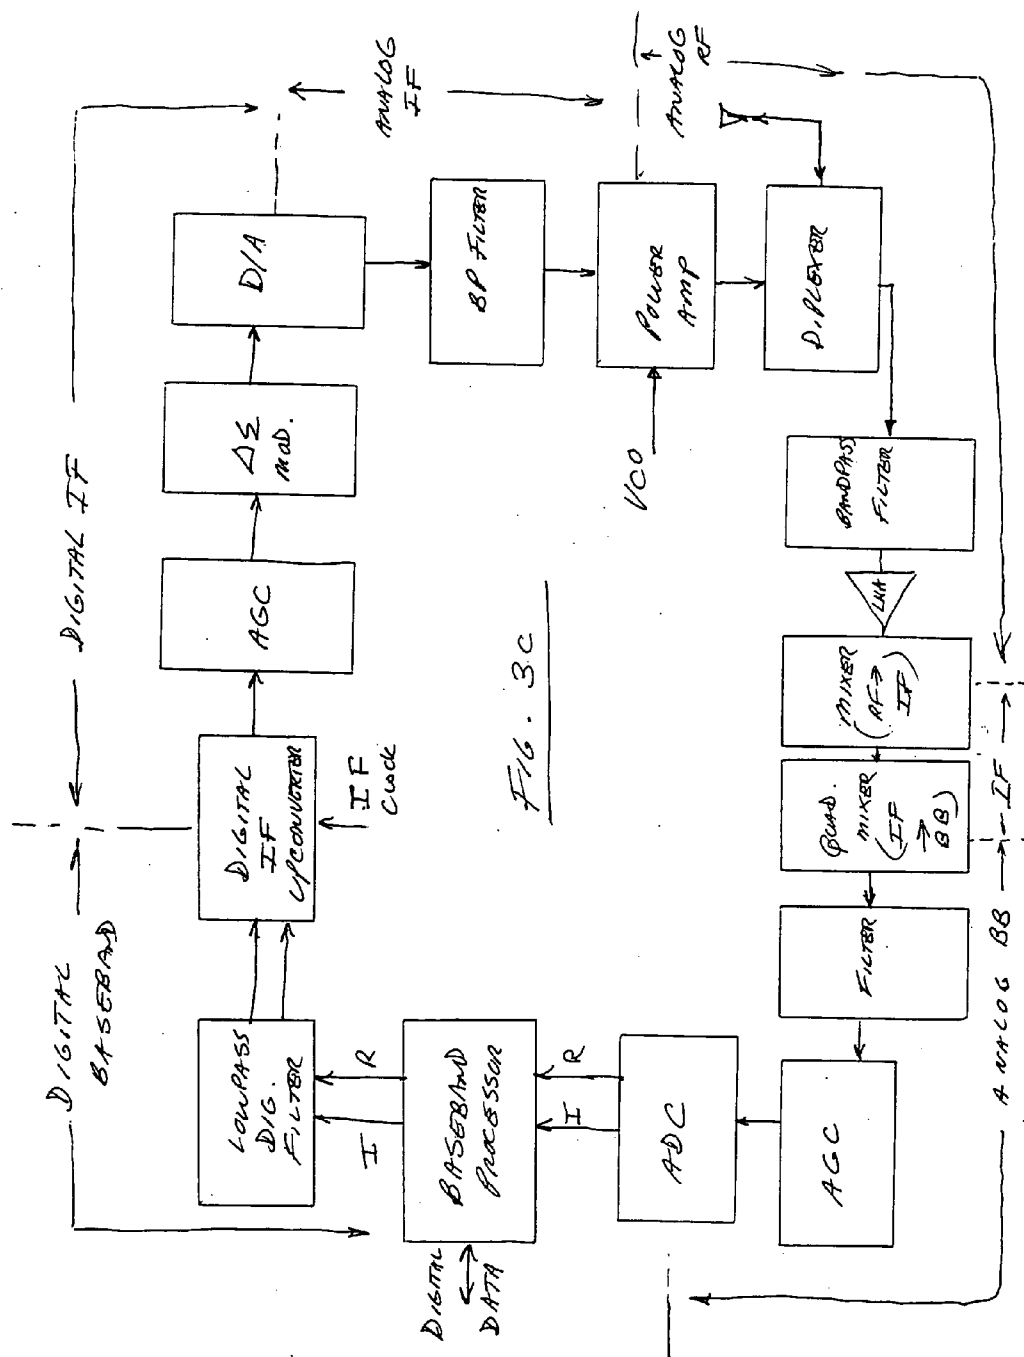 DIGITAL
BASEBAND
DIGITAL IF
LOWPASS
DIG.
FILTER
DIGITAL
IF
UPCONVERTER
IF
CLOCK
AGC
ΔΣ
MOD.
D/A
ANALOG
IF
I
R
BASEBAND
PROCESSOR
DIGITAL
DATA
BP FILTER
I
R
ADC
FIG. 3C
VCO
POWER
AMP
ANALOG
RF
AGC
FILTER
QUAD.
MIXER
(IF
→
BB)
MIXER
(RF→
IF)
LNA
BANDPASS
FILTER
DIPLEXER
ANALOG BB
IF